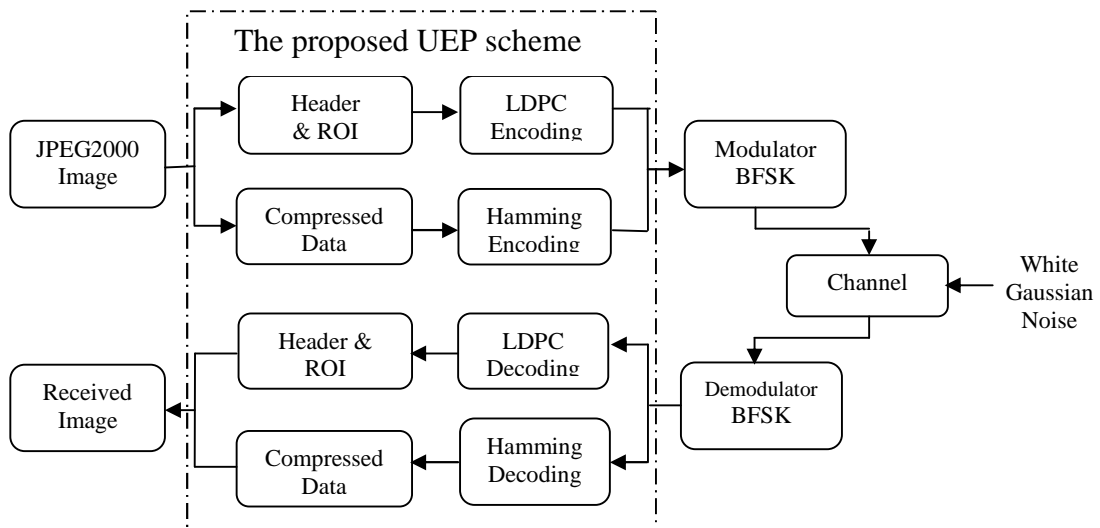 The proposed UEP scheme
JPEG2000
Image
Header
& ROI
LDPC
Encoding
Compressed
Data
Hamming
Encoding
Modulator
BFSK
Channel
White
Gaussian
Noise
Demodulator
BFSK
LDPC
Decoding
Header &
ROI
Hamming
Decoding
Compressed
Data
Received
Image